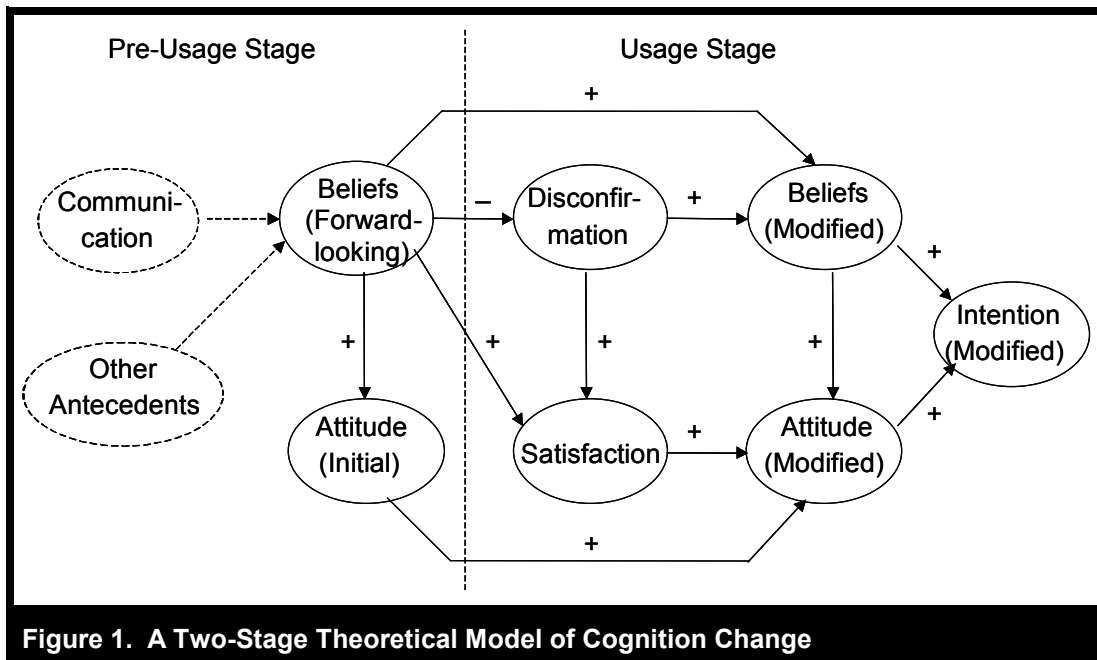 Pre-Usage Stage
Usage Stage
+
Communi-
cation
Beliefs
(Forward-
looking)
–
Disconfir-
mation
+
Beliefs
(Modified)
+
Other
Antecedents
+
+
+
+
Intention
(Modified)
Attitude
(Initial)
Satisfaction
+
Attitude
(Modified)
+
+
Figure 1. A Two-Stage Theoretical Model of Cognition Change